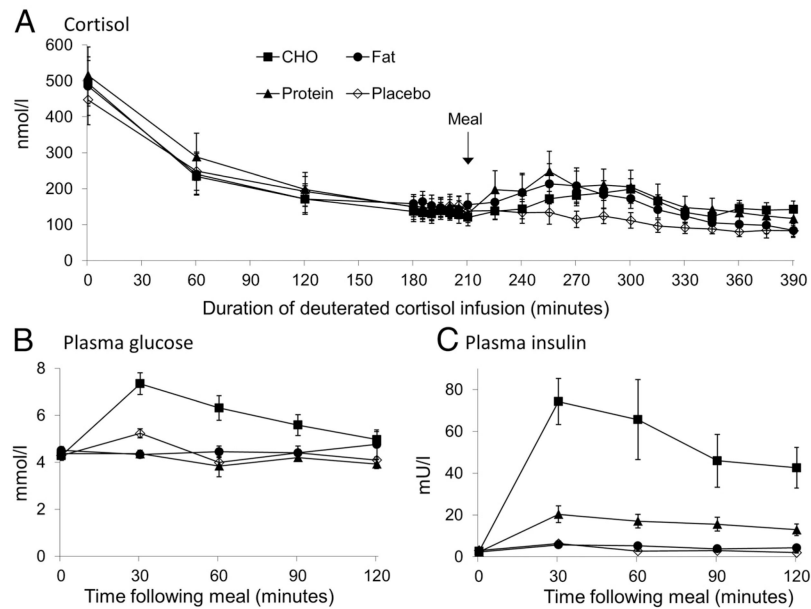 A
Cortisol
600
500
400
300
200
100
0
nmol/l
CHO
Fat
Protein
Placebo
Meal
0 30 60 90 120 150 180 210 240 270 300 330 360 390
Duration of deuterated cortisol infusion (minutes)
B
Plasma glucose
8
6
4
2
0
mmol/l
0 30 60 90 120
Time following meal (minutes)
C
Plasma insulin
80
60
40
20
0
mU/l
0 30 60 90 120
Time following meal (minutes)